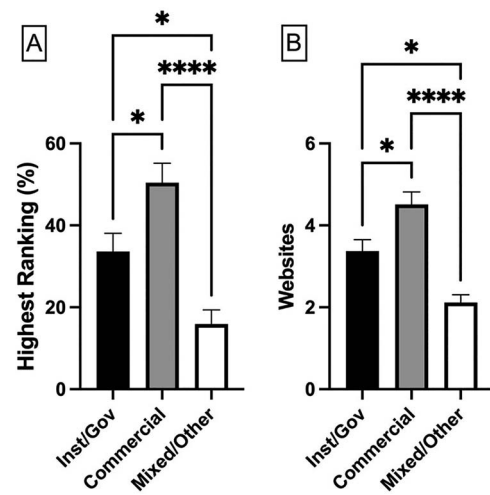 A
*
****
*
60
40
20
0
Highest Ranking (%)
Inst/Gov
Commercial
Mixed/Other
B
*
****
*
6
4
2
0
Websites
Inst/Gov
Commercial
Mixed/Other